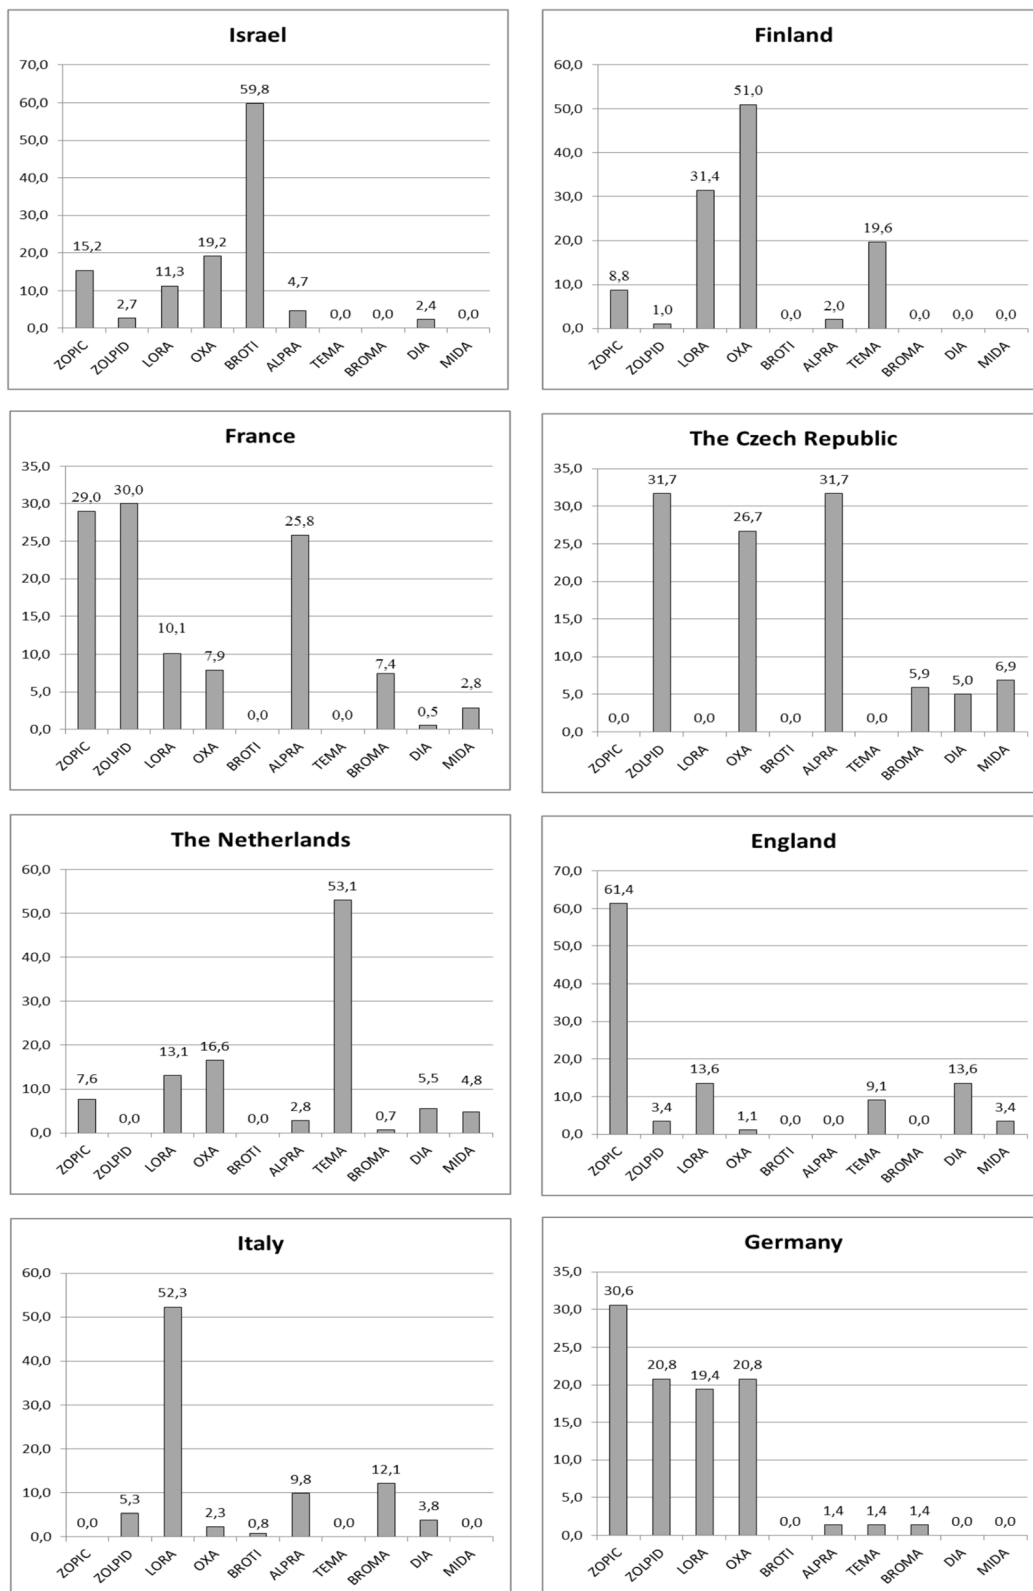 Israel
70,0
60,0
50,0
40,0
30,0
20,0
10,0
0,0
15,2
2,7
11,3
19,2
59,8
4,7
0,0
0,0
2,4
0,0
ZOPIC
ZOLPID
LORA
OXA
BROTI
ALPRA
TEMA
BROMA
DIA
MIDA
Finland
60,0
50,0
40,0
30,0
20,0
10,0
0,0
8,8
1,0
31,4
51,0
0,0
2,0
19,6
0,0
0,0
0,0
ZOPIC
ZOLPID
LORA
OXA
BROTI
ALPRA
TEMA
BROMA
DIA
MIDA
France
35,0
30,0
25,0
20,0
15,0
10,0
5,0
0,0
29,0
30,0
10,1
7,9
0,0
25,8
0,0
7,4
0,5
2,8
ZOPIC
ZOLPID
LORA
OXA
BROTI
ALPRA
TEMA
BROMA
DIA
MIDA
The Czech Republic
35,0
30,0
25,0
20,0
15,0
10,0
5,0
0,0
0,0
31,7
0,0
26,7
0,0
31,7
0,0
5,9
5,0
6,9
ZOPIC
ZOLPID
LORA
OXA
BROTI
ALPRA
TEMA
BROMA
DIA
MIDA
The Netherlands
60,0
50,0
40,0
30,0
20,0
10,0
0,0
7,6
0,0
13,1
16,6
0,0
2,8
53,1
0,7
5,5
4,8
ZOPIC
ZOLPID
LORA
OXA
BROTI
ALPRA
TEMA
BROMA
DIA
MIDA
England
70,0
60,0
50,0
40,0
30,0
20,0
10,0
0,0
61,4
3,4
13,6
1,1
0,0
0,0
9,1
0,0
13,6
3,4
ZOPIC
ZOLPID
LORA
OXA
BROTI
ALPRA
TEMA
BROMA
DIA
MIDA
Italy
60,0
50,0
40,0
30,0
20,0
10,0
0,0
0,0
5,3
52,3
2,3
0,8
9,8
0,0
12,1
3,8
0,0
ZOPIC
ZOLPID
LORA
OXA
BROTI
ALPRA
TEMA
BROMA
DIA
MIDA
Germany
35,0
30,0
25,0
20,0
15,0
10,0
5,0
0,0
30,6
20,8
19,4
20,8
0,0
1,4
1,4
1,4
0,0
0,0
ZOPIC
ZOLPID
LORA
OXA
BROTI
ALPRA
TEMA
BROMA
DIA
MIDA